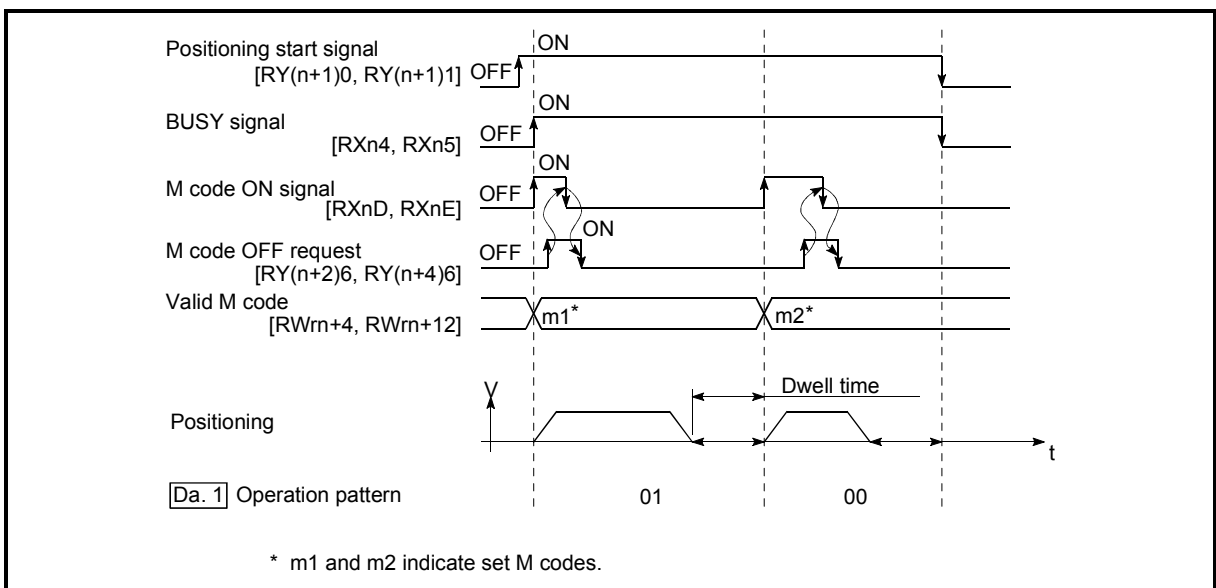 Positioning start signal
[RY(n+1)0, RY(n+1)1]
OFF
ON
BUSY signal
[RXn4, RXn5]
OFF
ON
M code ON signal
[RXnD, RXnE]
OFF
ON
M code OFF request
[RY(n+2)6, RY(n+4)6]
OFF
ON
Valid M code
[RWrn+4, RWrn+12]
m1*
m2*
V
Dwell time
Positioning
t
Da. 1 Operation pattern
01
00
* m1 and m2 indicate set M codes.